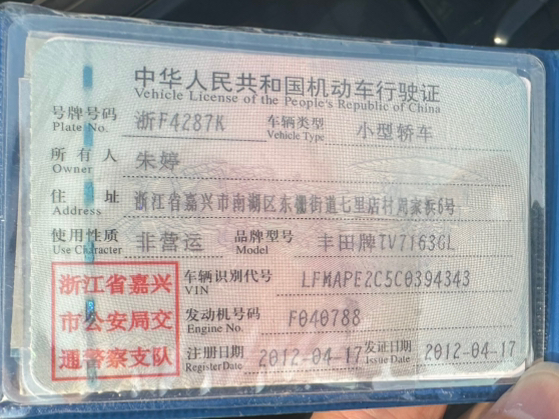 中华人民共和国机动车行驶证
Vehicle License of the People's Republic of China
号牌号码 浙F4287K 车辆类型 小型轿车
Plate No. Vehicle Type
所有人 朱婷
Owner
住址 浙江省嘉兴市南湖区东栅街道七里店村周家浜6号
Address
使用性质 非营运 品牌型号 丰田牌TV7163GL
Use Character Model
浙江省嘉兴
市公安局交
通警察支队
车辆识别代号 LFMAPE2C5C0394343
VIN
发动机号码 F040788
Engine No.
注册日期 2012-04-17 发证日期 2012-04-17
Register Date Issue Date